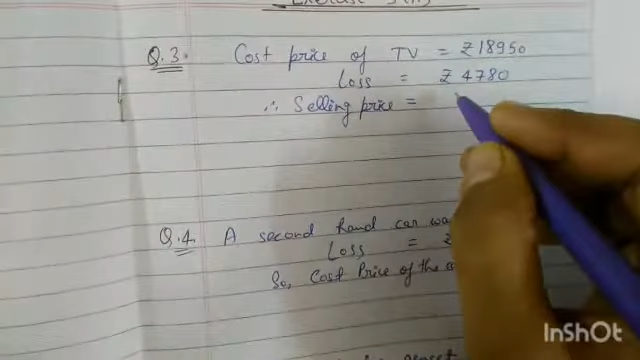 Q.3. Cost price of TV = ₹18950
Loss = ₹ 4780
∴ Selling price =
Q.4. A second hand car wa
Loss = ₹
So, Cost Price of the
InShOt